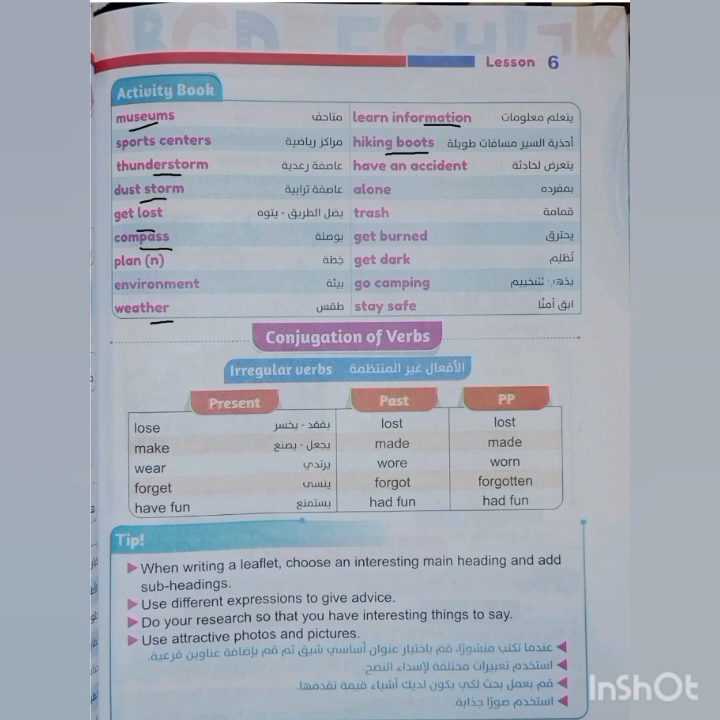 ABCDEFGHIJK
Lesson 6
Activity Book
museums متاحف learn information يتعلم معلومات
sports centers مراكز رياضية hiking boots أحذية السير مسافات طويلة
thunderstorm عاصفة رعدية have an accident يتعرض لحادثة
dust storm عاصفة ترابية alone بمفرده
get lost يضل الطريق - يتوه trash قمامة
compass بوصلة get burned يحترق
plan (n) خطة get dark تُظلِم
environment بيئة go camping يذهب للتخييم
weather طقس stay safe ابق آمنًا
Conjugation of Verbs
Irregular verbs الأفعال غير المنتظمة
Present Past PP
lose يفقد - يخسر lost lost
make يجعل - يصنع made made
wear يرتدي wore worn
forget ينسى forgot forgotten
have fun يستمتع had fun had fun
Tip!
When writing a leaflet, choose an interesting main heading and add
sub-headings.
Use different expressions to give advice.
Do your research so that you have interesting things to say.
Use attractive photos and pictures.
عندما تكتب منشورًا، قم باختيار عنوان أساسي شيق ثم قم بإضافة عناوين فرعية.
استخدم تعبيرات مختلفة لإسداء النصح.
قم بعمل بحث لكي يكون لديك أشياء قيمة تقدمها.
استخدم صورًا جذابة.
InShOt